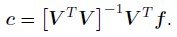 c = [V^T V]^{-1} V^T f.